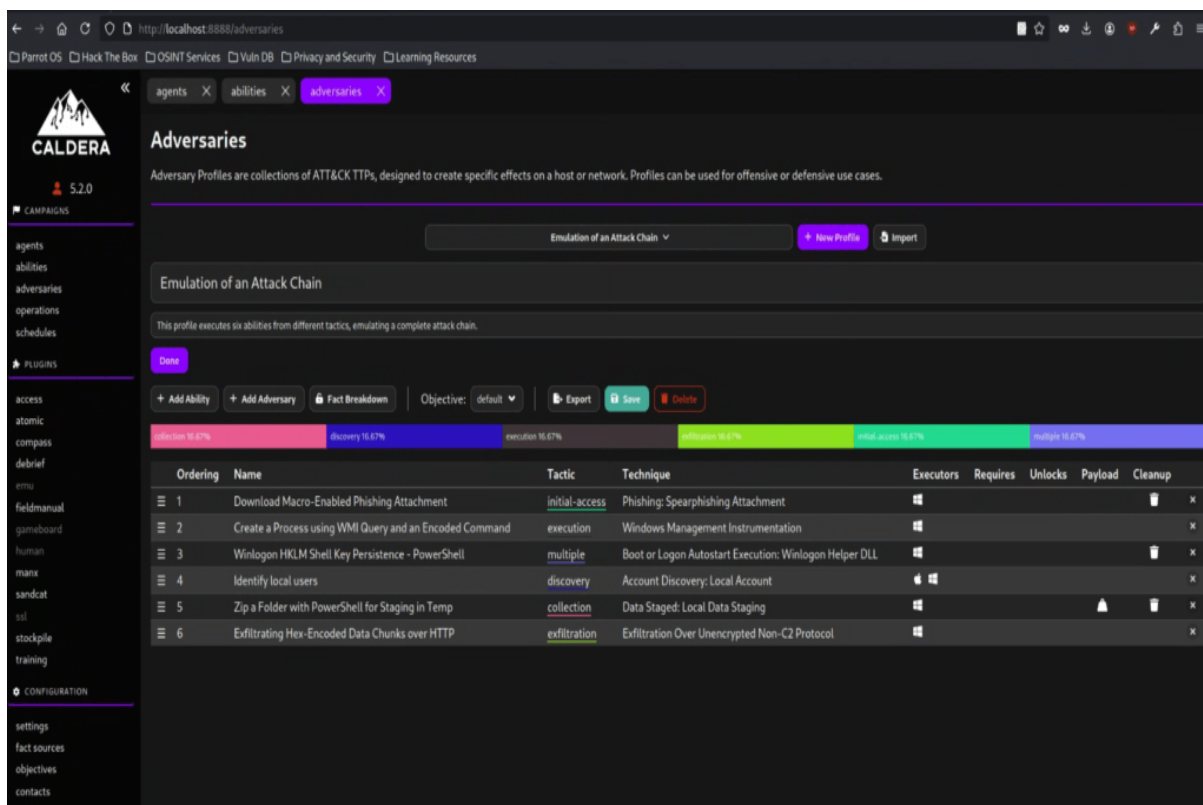 http://localhost:8888/adversaries
Parrot OS Hack The Box OSINT Services Vuln DB Privacy and Security Learning Resources
CALDERA
5.2.0
CAMPAIGNS
agents
abilities
adversaries
operations
schedules
PLUGINS
access
atomic
compass
debrief
emu
fieldmanual
gameboard
human
manx
sandcat
ssl
stockpile
training
CONFIGURATION
settings
fact sources
objectives
contacts
agents X abilities X adversaries X
Adversaries
Adversary Profiles are collections of ATT&CK TTPs, designed to create specific effects on a host or network. Profiles can be used for offensive or defensive use cases.
Emulation of an Attack Chain
+ New Profile
Import
Emulation of an Attack Chain
This profile executes six abilities from different tactics, emulating a complete attack chain.
Done
+ Add Ability + Add Adversary Fact Breakdown Objective: default Export Save Delete
collection 16.67% discovery 16.67% execution 16.67% exfiltration 16.67% initial-access 16.67% multiple 16.67%
Ordering Name Tactic Technique Executors Requires Unlocks Payload Cleanup
1 Download Macro-Enabled Phishing Attachment initial-access Phishing: Spearphishing Attachment x
2 Create a Process using WMI Query and an Encoded Command execution Windows Management Instrumentation x
3 Winlogon HKLM Shell Key Persistence - PowerShell multiple Boot or Logon Autostart Execution: Winlogon Helper DLL x
4 Identify local users discovery Account Discovery: Local Account x
5 Zip a Folder with PowerShell for Staging in Temp collection Data Staged: Local Data Staging x
6 Exfiltrating Hex-Encoded Data Chunks over HTTP exfiltration Exfiltration Over Unencrypted Non-C2 Protocol x